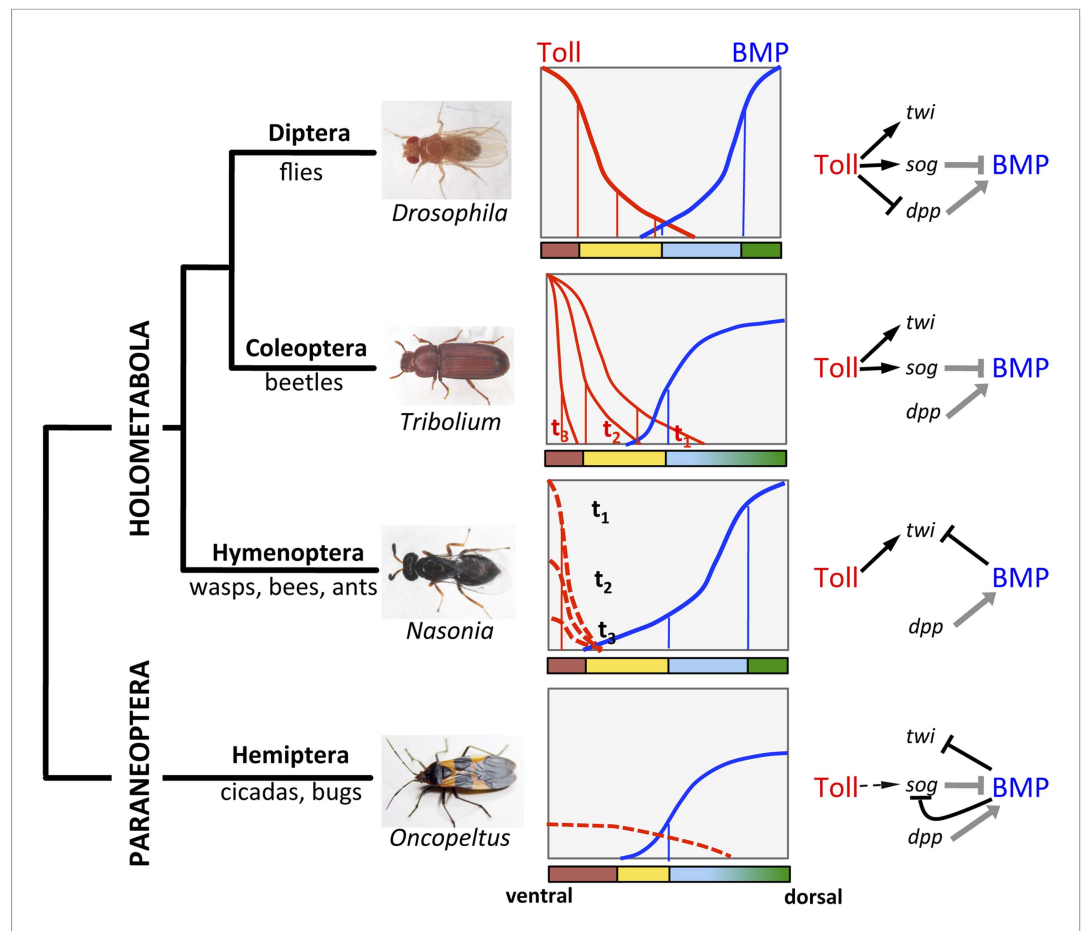 Toll BMP
Diptera
flies
Drosophila
twi
Toll sog BMP
dpp
HOLOMETABOLA
Coleoptera
beetles
Tribolium
t3 t2 t1
twi
Toll sog BMP
dpp
Hymenoptera
wasps, bees, ants
Nasonia
t1
t2
t3
twi
Toll BMP
dpp
PARANEOPTERA
Hemiptera
cicadas, bugs
Oncopeltus
twi
Toll sog BMP
dpp
ventral dorsal